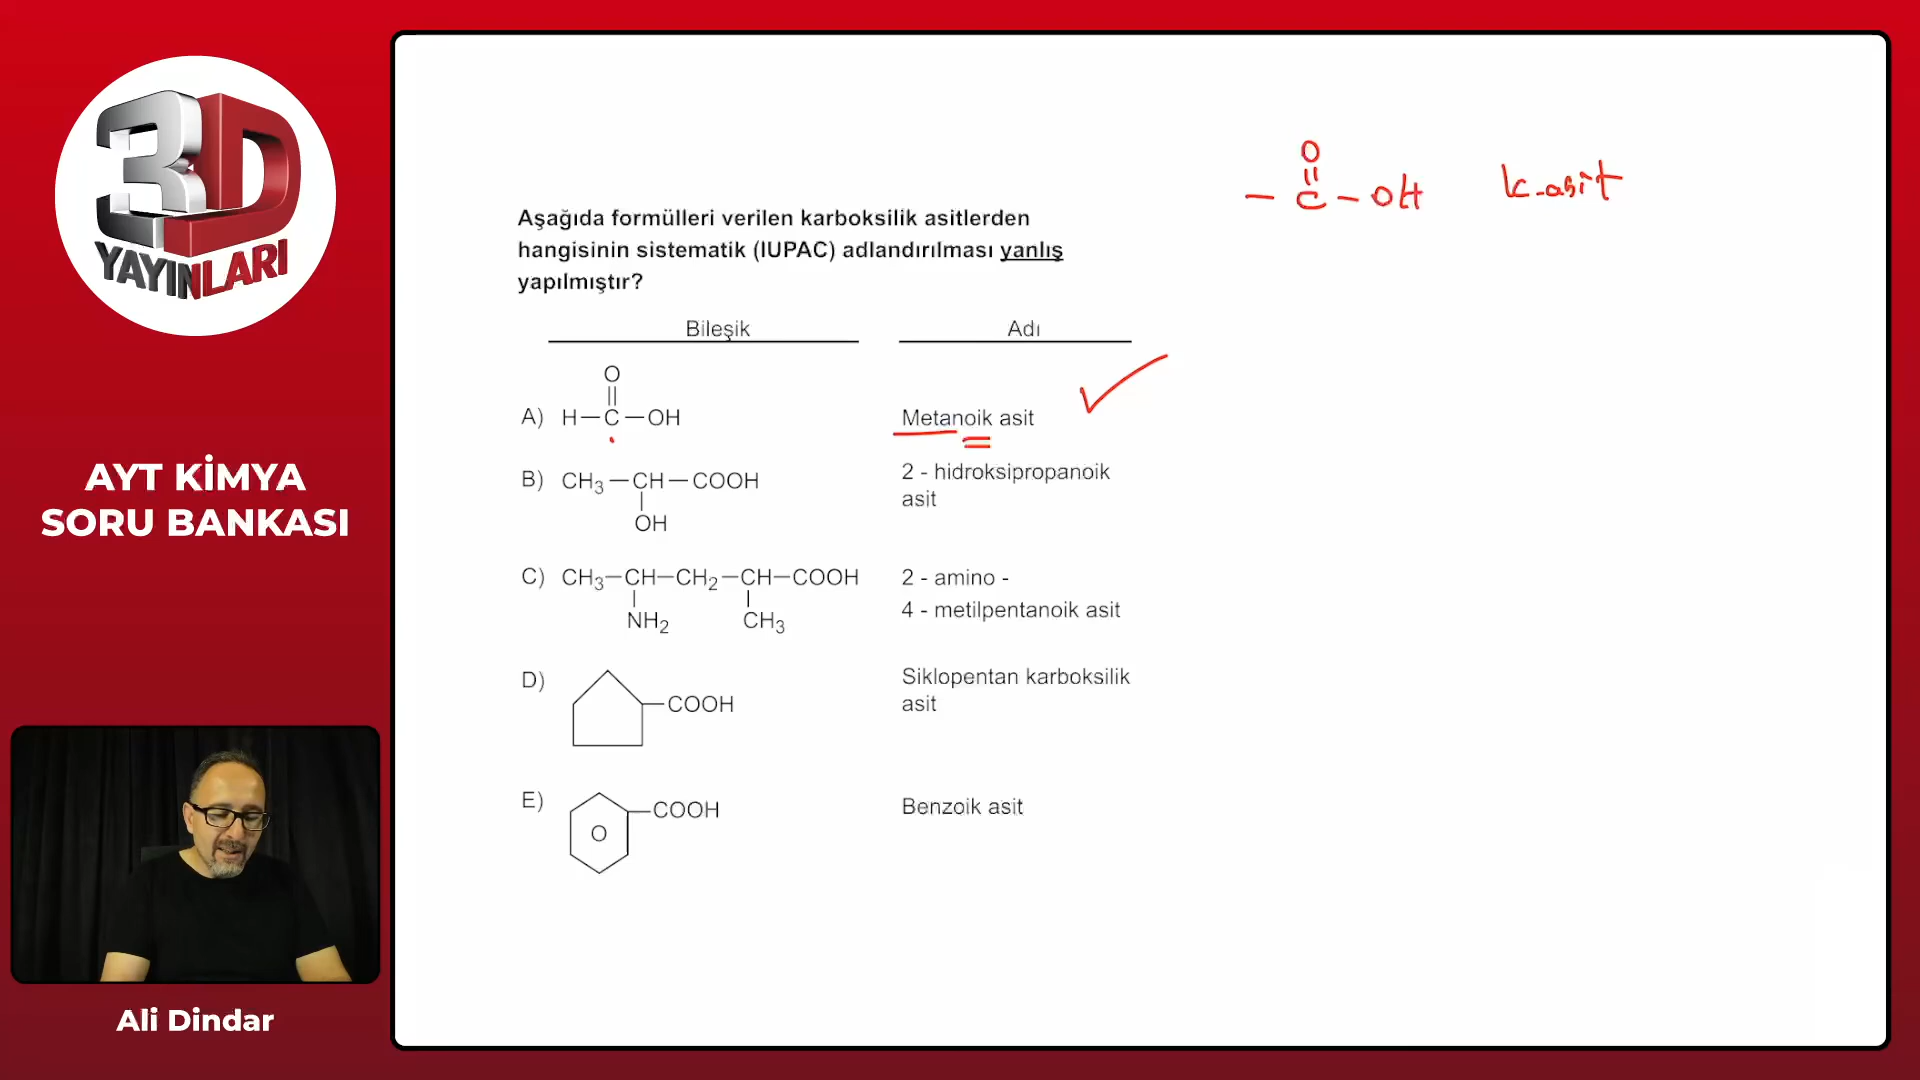 3D
YAYINLARI
AYT KİMYA
SORU BANKASI
Ali Dindar
Aşağıda formülleri verilen karboksilik asitlerden
hangisinin sistematik (IUPAC) adlandırılması yanlış
yapılmıştır?
Bileşik Adı
O
||
A) H—C—OH Metanoik asit
B) CH₃—CH—COOH 2 - hidroksipropanoik
asit
|
OH
C) CH₃—CH—CH₂—CH—COOH 2 - amino -
| |
NH₂ CH₃ 4 - metilpentanoik asit
D) —COOH Siklopentan karboksilik
asit
E) —COOH Benzoik asit
O
O
||
— C — OH k.asit